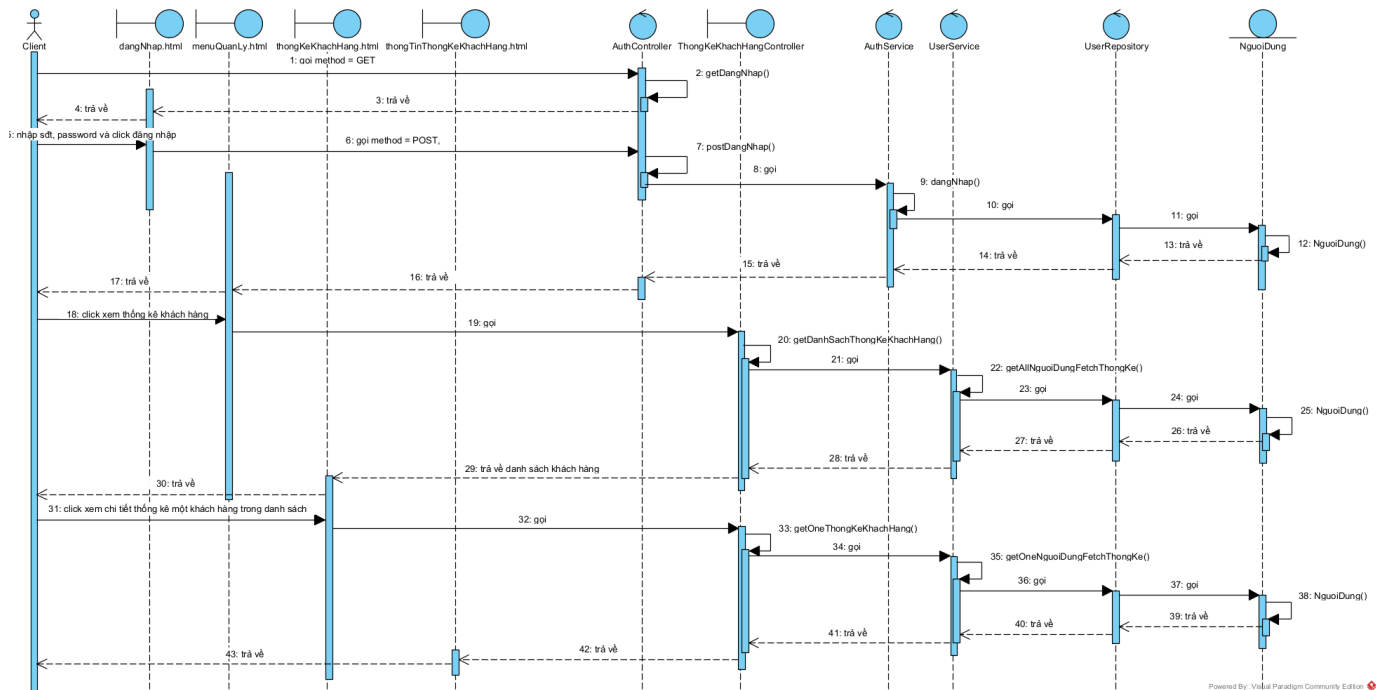 Client
dangNhap.html
menuQuanLy.html
thongKeKhachHang.html
thongTinThongKeKhachHang.html
AuthController
ThongKeKhachHangController
AuthService
UserService
UserRepository
NguoiDung
1: gọi method = GET
2: getDangNhap()
3: trả về
4: trả về
5: nhập sđt, password và click đăng nhập
6: gọi method = POST,
7: postDangNhap()
8: gọi
9: dangNhap()
10: gọi
11: gọi
12: NguoiDung()
13: trả về
14: trả về
15: trả về
16: trả về
17: trả về
18: click xem thống kê khách hàng
19: gọi
20: getDanhSachThongKeKhachHang()
21: gọi
22: getAllNguoiDungFetchThongKe()
23: gọi
24: gọi
25: NguoiDung()
26: trả về
27: trả về
28: trả về
29: trả về danh sách khách hàng
30: trả về
31: click xem chi tiết thống kê một khách hàng trong danh sách
32: gọi
33: getOneThongKeKhachHang()
34: gọi
35: getOneNguoiDungFetchThongKe()
36: gọi
37: gọi
38: NguoiDung()
39: trả về
40: trả về
41: trả về
42: trả về
43: trả về
Powered By: Visual Paradigm Community Edition